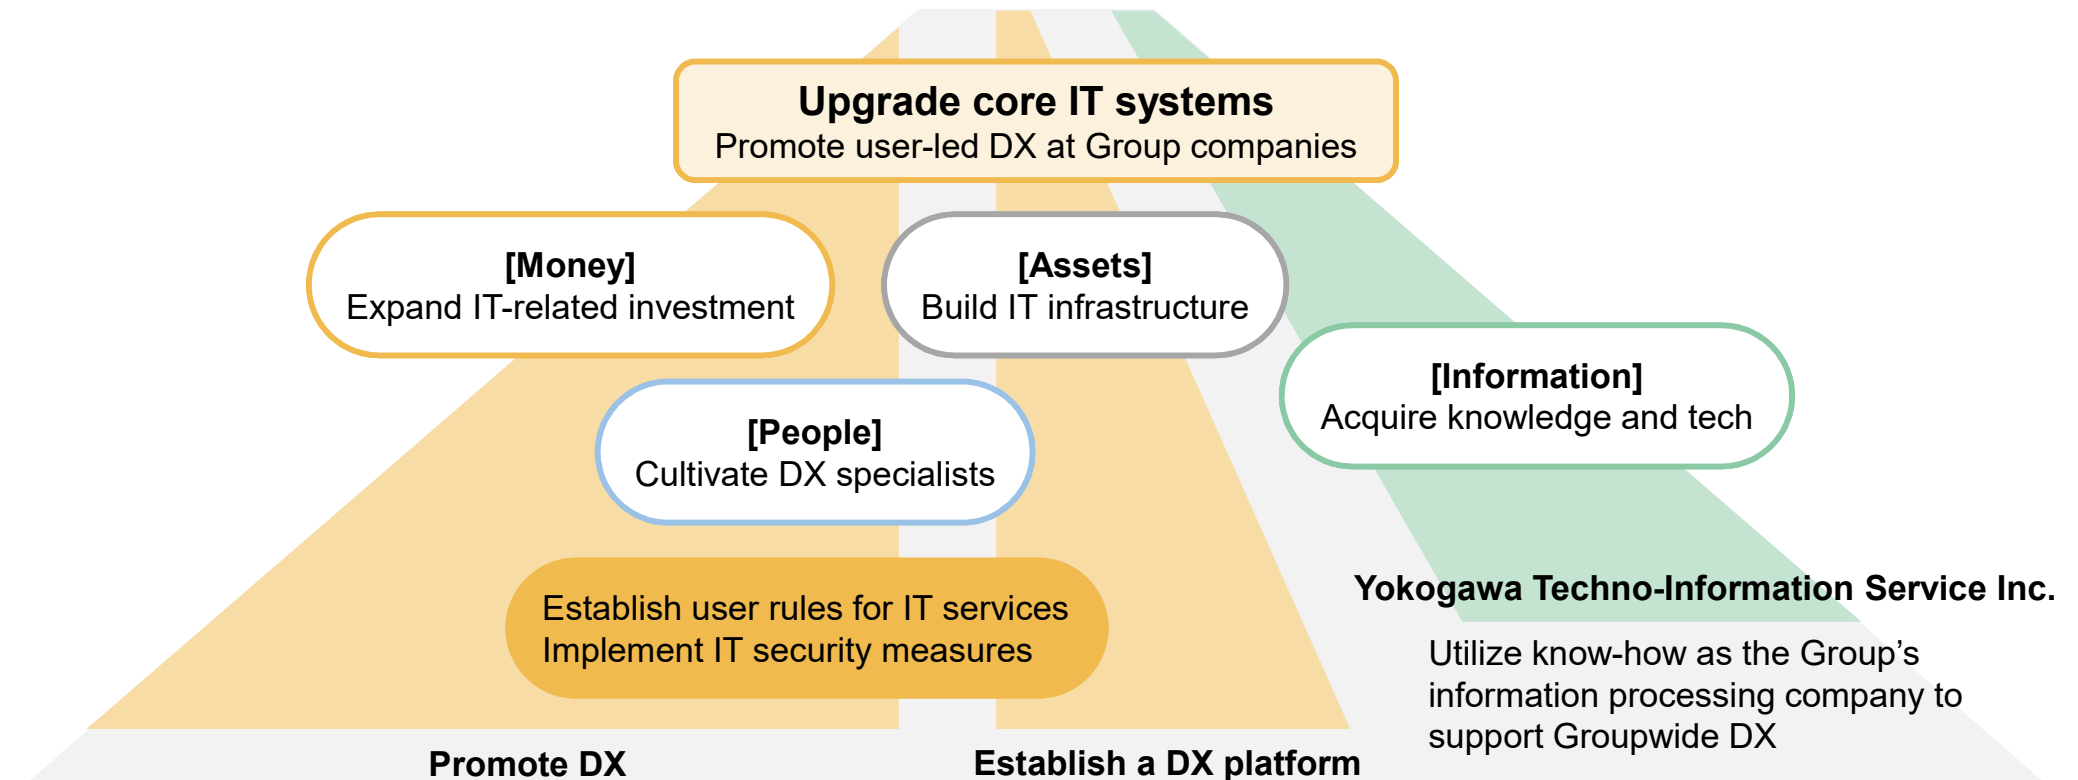 Upgrade core IT systems
Promote user-led DX at Group companies
[Money]
Expand IT-related investment
[Assets]
Build IT infrastructure
[Information]
Acquire knowledge and tech
[People]
Cultivate DX specialists
Establish user rules for IT services
Implement IT security measures
Yokogawa Techno-Information Service Inc.
Utilize know-how as the Group’s
information processing company to
support Groupwide DX
Promote DX
Establish a DX platform